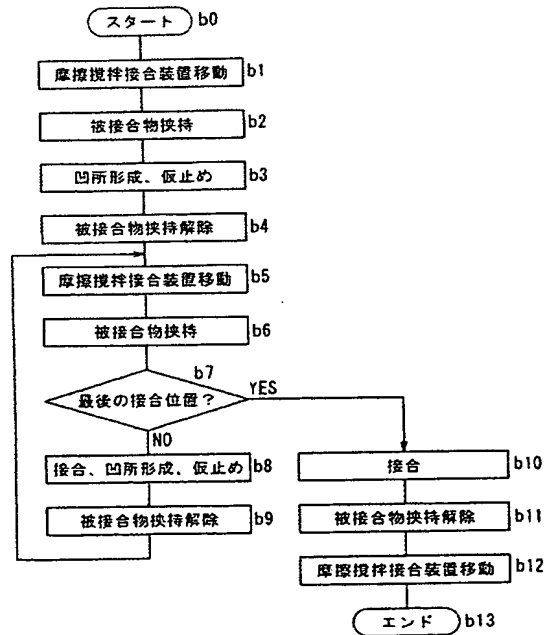 スタート b0
摩擦撹拌接合装置移動 b1
被接合物挟持 b2
凹所形成、仮止め b3
被接合物挟持解除 b4
摩擦撹拌接合装置移動 b5
被接合物挟持 b6
b7
最後の接合位置?
YES
NO
接合、凹所形成、仮止め b8
被接合物挟持解除 b9
接合 b10
被接合物挟持解除 b11
摩擦撹拌接合装置移動 b12
エンド b13